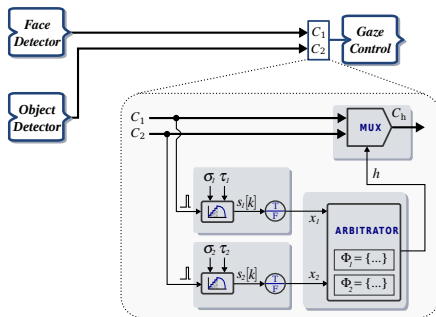 Face
Detector
C₁
C₂
Gaze
Control
Object
Detector
C₁
C₂
MUX
Cₕ
h
σ₁ τ₁
s₁[k]
T
F
x₁
ARBITRATOR
Φ₁ = {...}
Φ₂ = {...}
σ₂ τ₂
s₂[k]
T
F
x₂